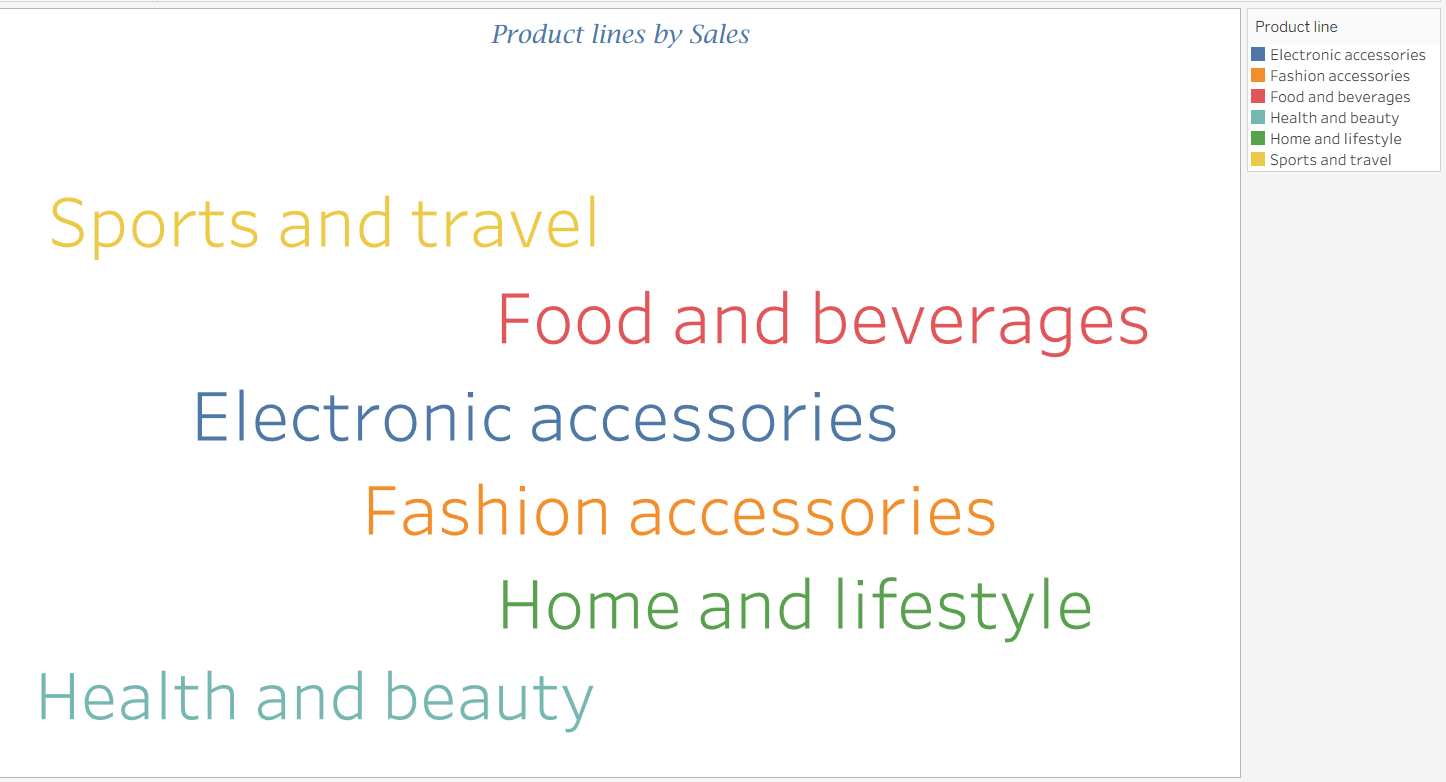 Product lines by Sales
Sports and travel
Food and beverages
Electronic accessories
Fashion accessories
Home and lifestyle
Health and beauty
Product line
Electronic accessories
Fashion accessories
Food and beverages
Health and beauty
Home and lifestyle
Sports and travel